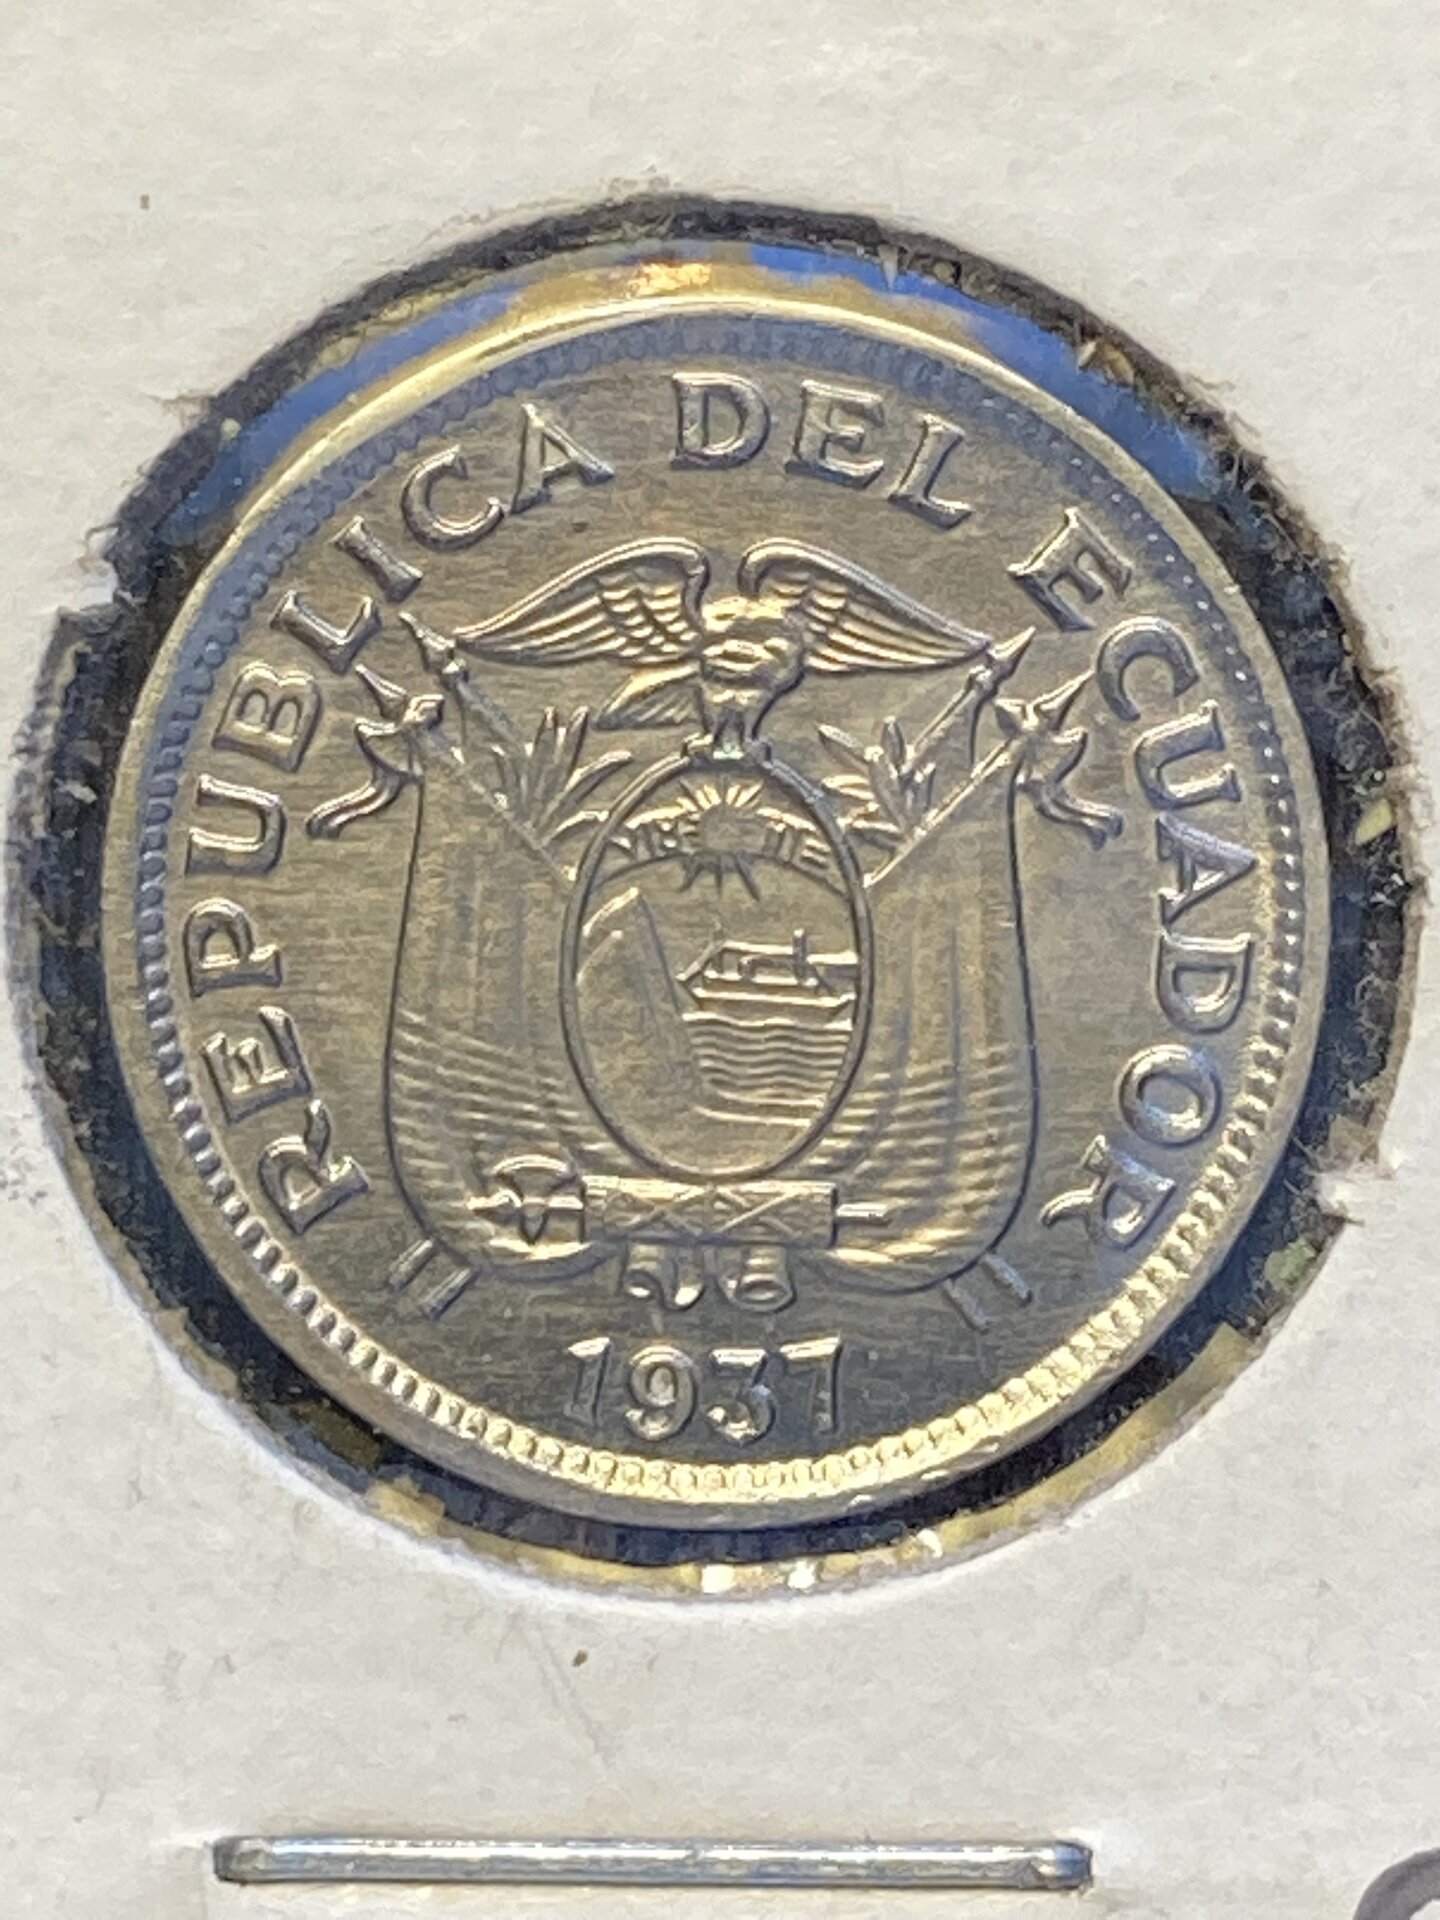 REPUBLICA DEL ECUADOR
1937